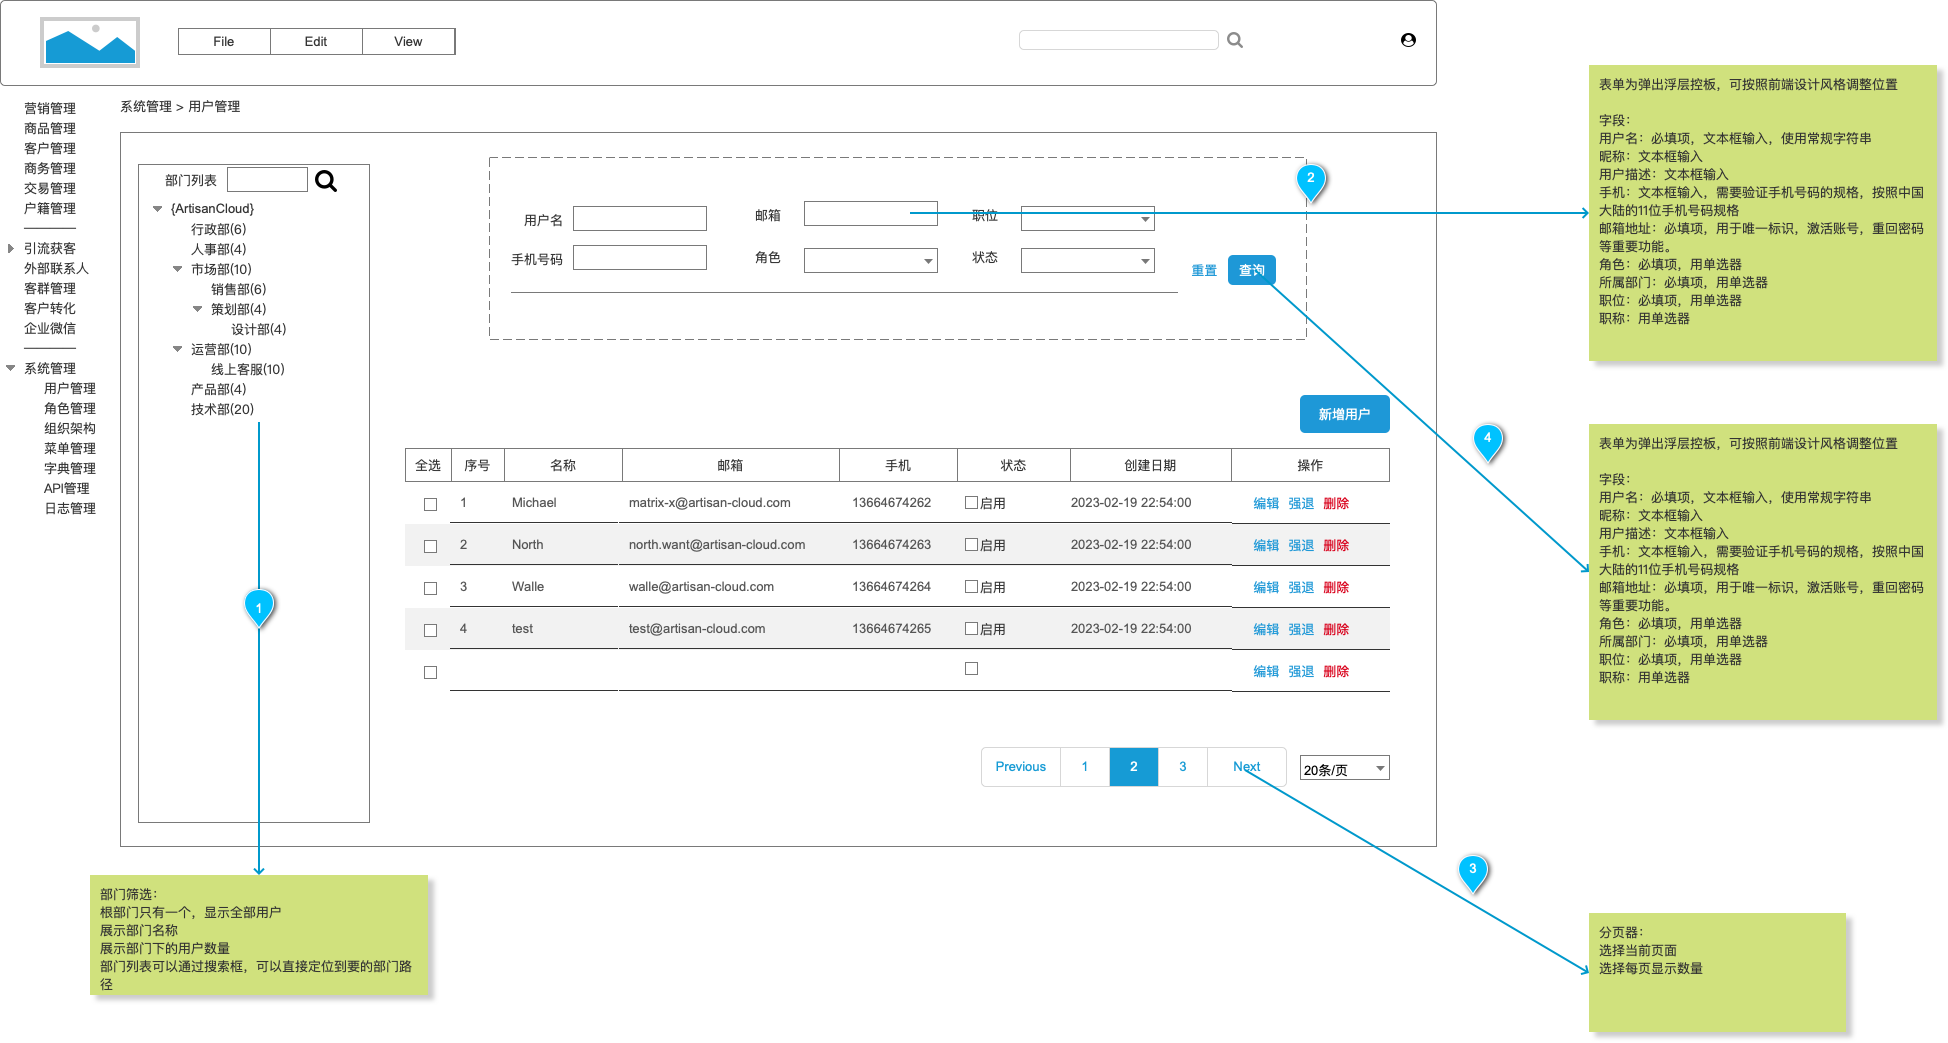 File Edit View
营销管理
商品管理
客户管理
商务管理
交易管理
户籍管理
引流获客
外部联系人
客群管理
客户转化
企业微信
系统管理
用户管理
角色管理
组织架构
菜单管理
字典管理
API管理
日志管理
系统管理 > 用户管理
部门列表
{ArtisanCloud}
行政部(6)
人事部(4)
市场部(10)
销售部(6)
策划部(4)
设计部(4)
运营部(10)
线上客服(10)
产品部(4)
技术部(20)
用户名 邮箱 职位
手机号码 角色 状态
重置 查询
新增用户
全选 序号 名称 邮箱 手机 状态 创建日期 操作
1 Michael matrix-x@artisan-cloud.com 13664674262 启用 2023-02-19 22:54:00 编辑 强退 删除
2 North north.want@artisan-cloud.com 13664674263 启用 2023-02-19 22:54:00 编辑 强退 删除
3 Walle walle@artisan-cloud.com 13664674264 启用 2023-02-19 22:54:00 编辑 强退 删除
4 test test@artisan-cloud.com 13664674265 启用 2023-02-19 22:54:00 编辑 强退 删除
编辑 强退 删除
Previous 1 2 3 Next 20条/页
1
部门筛选：
根部门只有一个，显示全部用户
展示部门名称
展示部门下的用户数量
部门列表可以通过搜索框，可以直接定位到要的部门路
径
2
表单为弹出浮层控板，可按照前端设计风格调整位置
字段：
用户名：必填项，文本框输入，使用常规字符串
昵称：文本框输入
用户描述：文本框输入
手机：文本框输入，需要验证手机号码的规格，按照中国
大陆的11位手机号码规格
邮箱地址：必填项，用于唯一标识，激活账号，重回密码
等重要功能。
角色：必填项，用单选器
所属部门：必填项，用单选器
职位：必填项，用单选器
职称：用单选器
4
表单为弹出浮层控板，可按照前端设计风格调整位置
字段：
用户名：必填项，文本框输入，使用常规字符串
昵称：文本框输入
用户描述：文本框输入
手机：文本框输入，需要验证手机号码的规格，按照中国
大陆的11位手机号码规格
邮箱地址：必填项，用于唯一标识，激活账号，重回密码
等重要功能。
角色：必填项，用单选器
所属部门：必填项，用单选器
职位：必填项，用单选器
职称：用单选器
3
分页器：
选择当前页面
选择每页显示数量